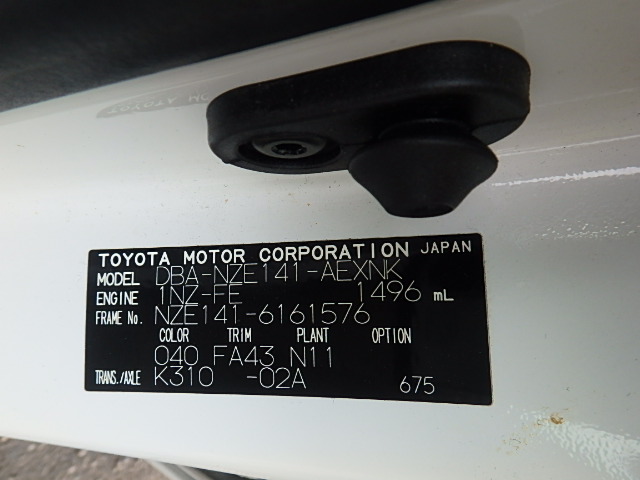 TOYOTA MOTOR CORPORATION JAPAN
MODEL DBA-NZE141-AEXNK
ENGINE 1NZ-FE 1496 mL
FRAME No. NZE141-6161576
COLOR TRIM PLANT OPTION
040 FA43 N11
TRANS./AXLE K310 -02A 675